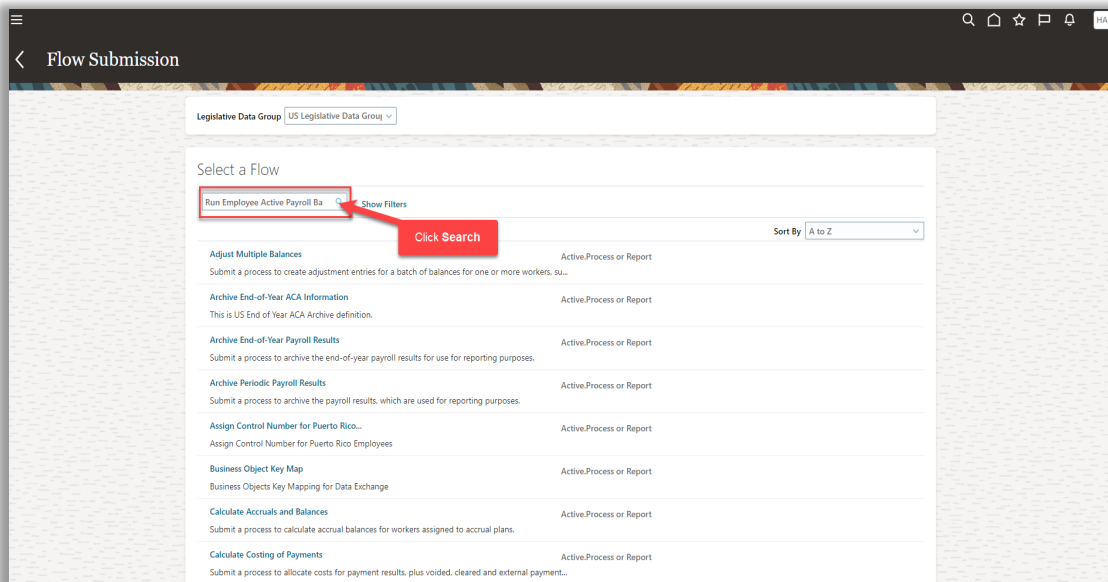 HA
Flow Submission
Legislative Data Group US Legislative Data Grou
Select a Flow
Run Employee Active Payroll Ba
Show Filters
Click Search
Sort By A to Z
Adjust Multiple Balances
Active.Process or Report
Submit a process to create adjustment entries for a batch of balances for one or more workers, su...
Archive End-of-Year ACA Information
Active.Process or Report
This is US End of Year ACA Archive definition.
Archive End-of-Year Payroll Results
Active.Process or Report
Submit a process to archive the end-of-year payroll results for use for reporting purposes.
Archive Periodic Payroll Results
Active.Process or Report
Submit a process to archive the payroll results, which are used for reporting purposes.
Assign Control Number for Puerto Rico...
Active.Process or Report
Assign Control Number for Puerto Rico Employees
Business Object Key Map
Active.Process or Report
Business Objects Key Mapping for Data Exchange
Calculate Accruals and Balances
Active.Process or Report
Submit a process to calculate accrual balances for workers assigned to accrual plans.
Calculate Costing of Payments
Active.Process or Report
Submit a process to allocate costs for payment results, plus voided, cleared and external payment...